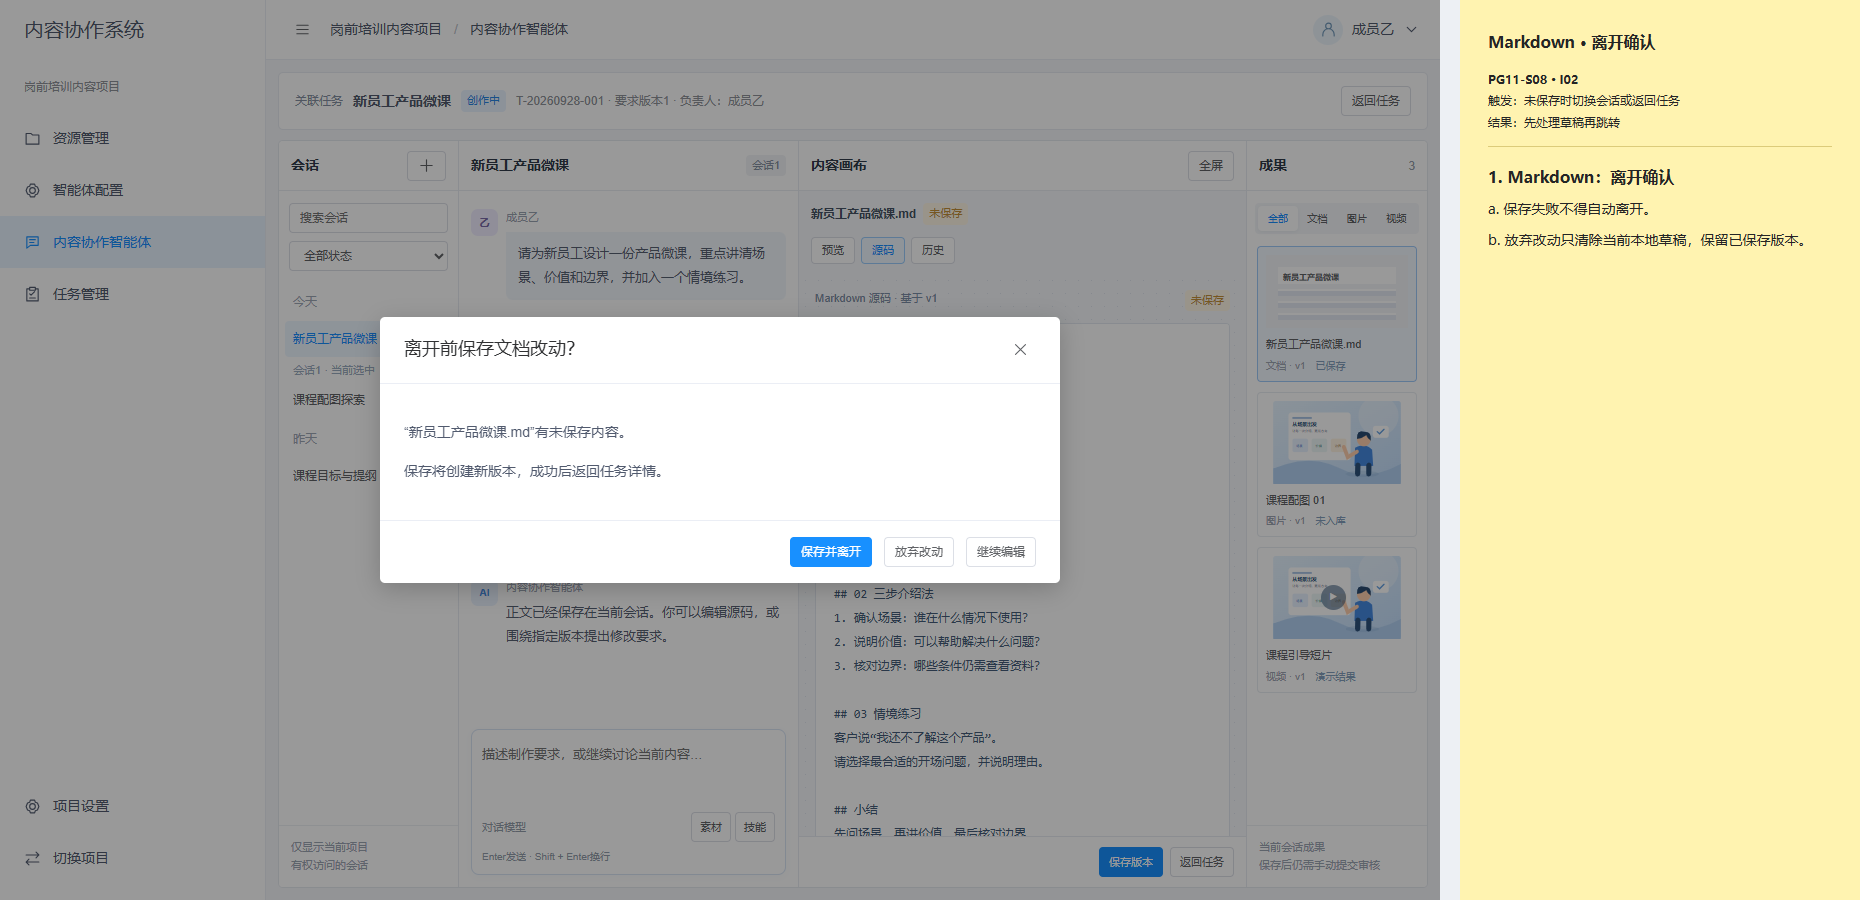 内容协作系统
岗前培训内容项目
资源管理
智能体配置
内容协作智能体
任务管理
项目设置
切换项目
岗前培训内容项目 / 内容协作智能体
成员乙
关联任务 新员工产品微课 创作中 T-20260928-001 · 要求版本1 · 负责人：成员乙
返回任务
会话
搜索会话
全部状态
今天
新员工产品微课
会话1 · 当前选中
课程配图探索
昨天
课程目标与提纲
仅显示当前项目
有权访问的会话
新员工产品微课 会话1
乙 成员乙
请为新员工设计一份产品微课，重点讲清场
景、价值和边界，并加入一个情境练习。
AI 内容协作智能体
正文已经保存在当前会话。你可以编辑源码，或
围绕指定版本提出修改要求。
描述制作要求，或继续讨论当前内容...
对话模型 素材 技能
Enter发送 · Shift + Enter换行
内容画布 全屏
新员工产品微课.md 未保存
预览 源码 历史
Markdown 源码 · 基于 v1 未保存
## 02 三步介绍法
1. 确认场景：谁在什么情况下使用？
2. 说明价值：可以帮助解决什么问题？
3. 核对边界：哪些条件仍需查看资料？
## 03 情境练习
客户说“我还不了解这个产品”。
请选择最合适的开场问题，并说明理由。
## 小结
先问场景，再讲价值，最后核对边界
保存版本 返回任务
成果 3
全部 文档 图片 视频
新员工产品微课
新员工产品微课.md
文档 · v1 已保存
从场景出发
课程配图 01
图片 · v1 未入库
从场景出发
课程引导短片
视频 · v1 演示结果
当前会话成果
保存后仍需手动提交审核
离开前保存文档改动？
“新员工产品微课.md”有未保存内容。
保存将创建新版本，成功后返回任务详情。
保存并离开 放弃改动 继续编辑
Markdown • 离开确认
PG11-S08 • I02
触发：未保存时切换会话或返回任务
结果：先处理草稿再跳转
1. Markdown：离开确认
a. 保存失败不得自动离开。
b. 放弃改动只清除当前本地草稿，保留已保存版本。